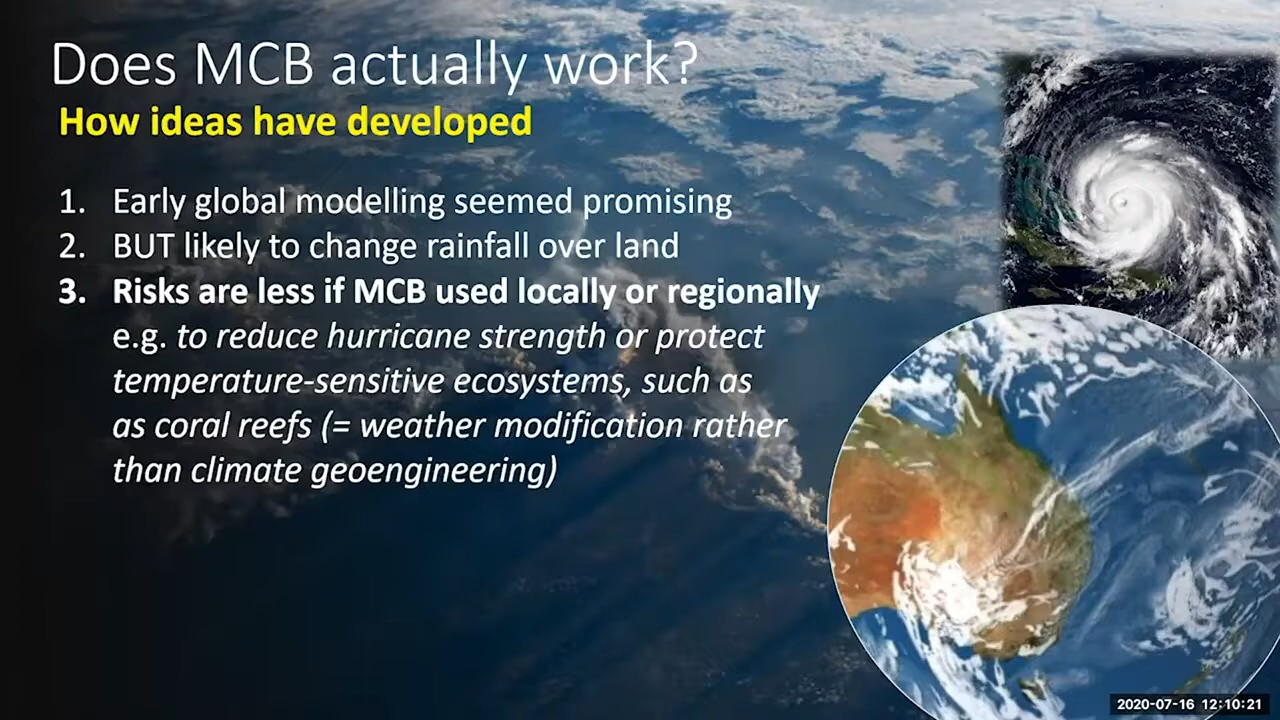 Does MCB actually work?
How ideas have developed
1. Early global modelling seemed promising
2. BUT likely to change rainfall over land
3. Risks are less if MCB used locally or regionally
e.g. to reduce hurricane strength or protect
temperature-sensitive ecosystems, such as
as coral reefs (= weather modification rather
than climate geoengineering)
2020-07-16 12:10:21